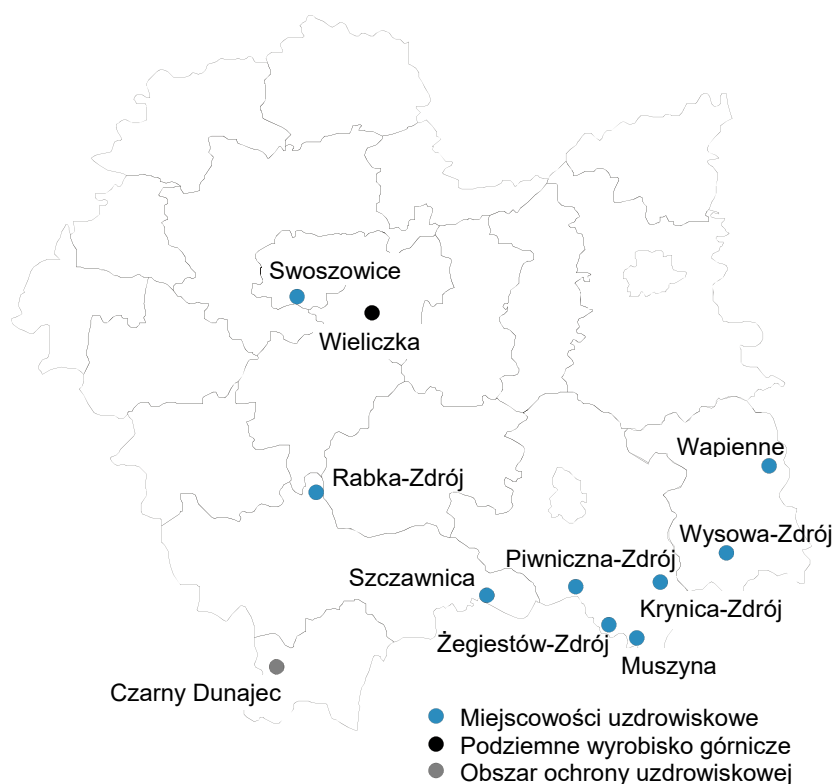 Swoszowice
Wieliczka
Wapienne
Rabka-Zdrój
Wysowa-Zdrój
Piwniczna-Zdrój
Szczawnica
Krynica-Zdrój
Żegiestów-Zdrój
Muszyna
Czarny Dunajec
Miejscowości uzdrowiskowe
Podziemne wyrobisko górnicze
Obszar ochrony uzdrowiskowej